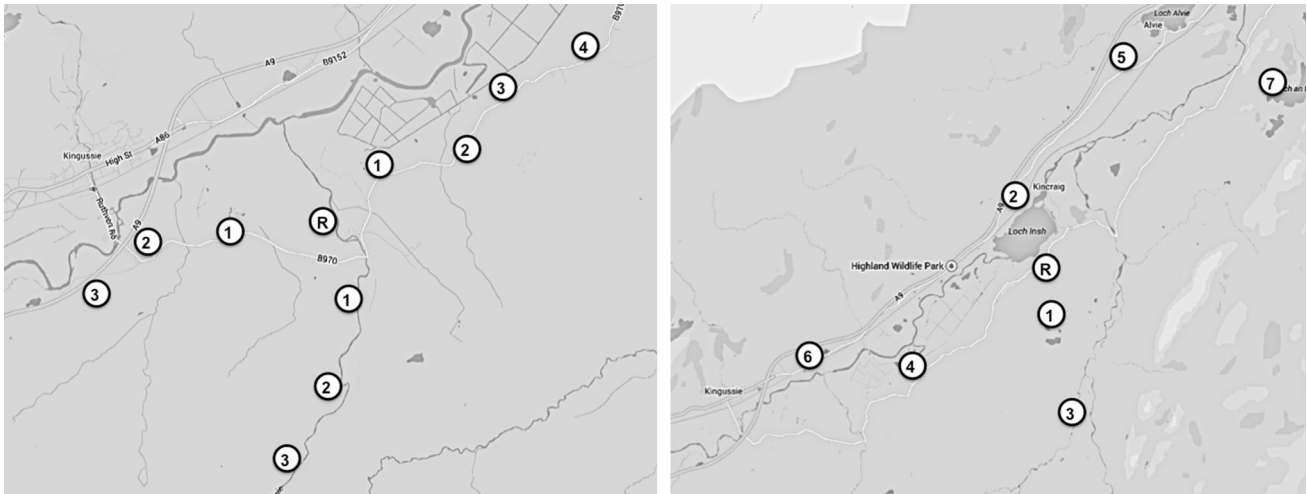 B970
4
A9
B9152
3
A86
High St
Kingussie
1
2
Ruthven Rd
R
1
A9
2
B970
3
1
2
3
Loch Alvie
Alvie
5
7
2
Kincraig
A9
Loch Insh
Highland Wildlife Park
R
A9
1
6
4
Kingussie
3